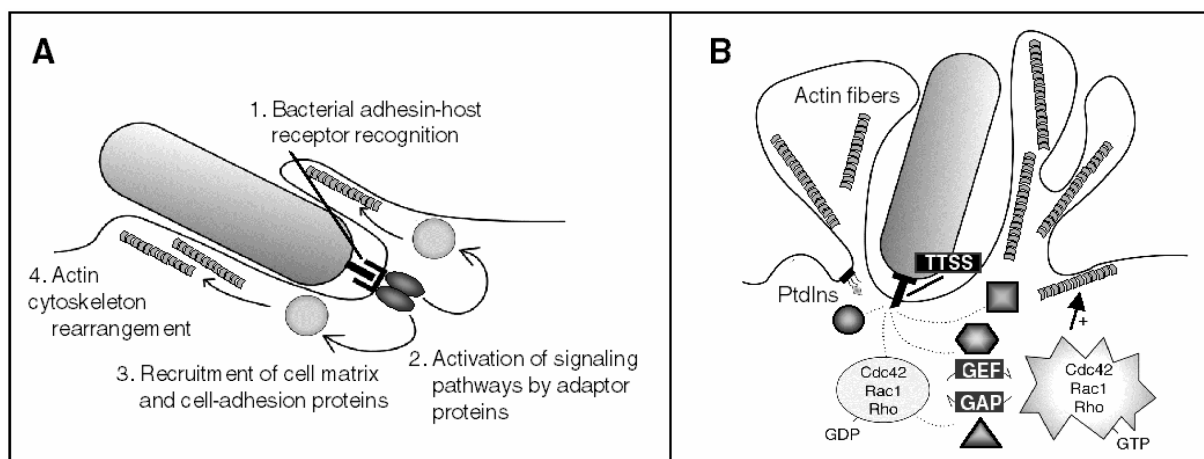 A
1. Bacterial adhesin-host
receptor recognition
4. Actin
cytoskeleton
rearrangement
3. Recruitment of cell matrix
and cell-adhesion proteins
2. Activation of signaling
pathways by adaptor
proteins
B
Actin fibers
TTSS
PtdIns
+
Cdc42
Rac1
Rho
GDP
GEF
GAP
Cdc42
Rac1
Rho
GTP